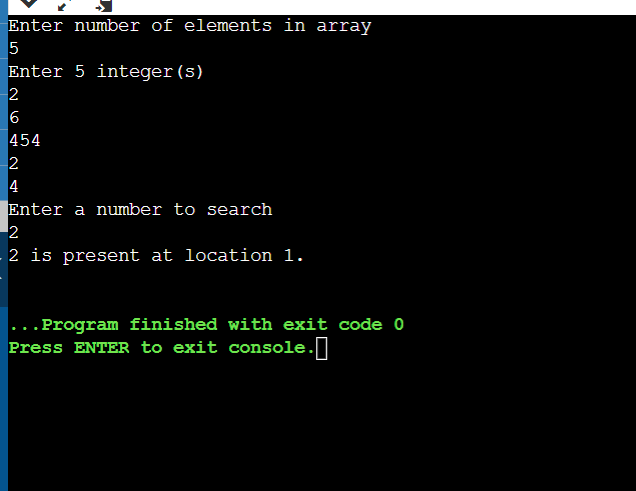 Enter number of elements in array
5
Enter 5 integer(s)
2
6
454
2
4
Enter a number to search
2
2 is present at location 1.
...Program finished with exit code 0
Press ENTER to exit console.